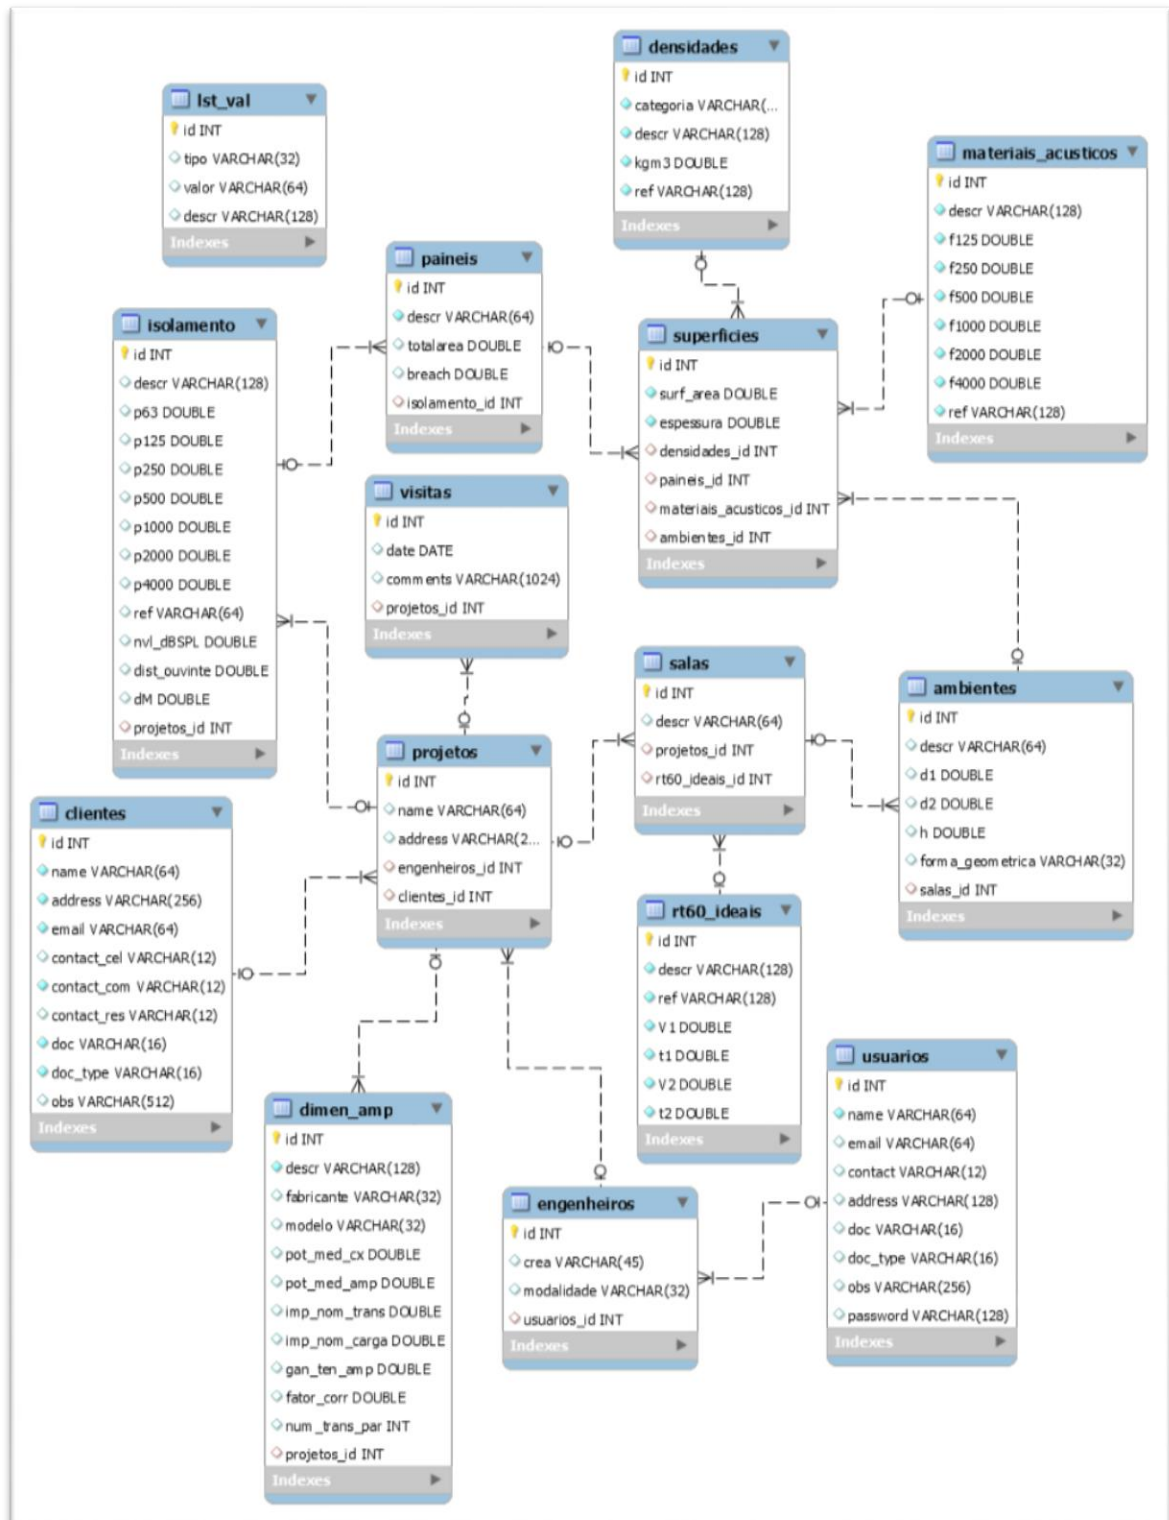 densidades
id INT
categoria VARCHAR(...
descr VARCHAR(128)
kgm3 DOUBLE
ref VARCHAR(128)
Indexes
lst_val
id INT
tipo VARCHAR(32)
valor VARCHAR(64)
descr VARCHAR(128)
Indexes
materiais_acusticos
id INT
descr VARCHAR(128)
f125 DOUBLE
f250 DOUBLE
f500 DOUBLE
f1000 DOUBLE
f2000 DOUBLE
f4000 DOUBLE
ref VARCHAR(128)
Indexes
paineis
id INT
descr VARCHAR(64)
totalarea DOUBLE
breach DOUBLE
isolamento_id INT
Indexes
isolamento
id INT
descr VARCHAR(128)
p63 DOUBLE
p125 DOUBLE
p250 DOUBLE
p500 DOUBLE
p1000 DOUBLE
p2000 DOUBLE
p4000 DOUBLE
ref VARCHAR(64)
nvl_dBSPL DOUBLE
dist_ouvinte DOUBLE
dM DOUBLE
projetos_id INT
Indexes
superficies
id INT
surf_area DOUBLE
espessura DOUBLE
densidades_id INT
paineis_id INT
materiais_acusticos_id INT
ambientes_id INT
Indexes
visitas
id INT
date DATE
comments VARCHAR(1024)
projetos_id INT
Indexes
salas
id INT
descr VARCHAR(64)
projetos_id INT
rt60_ideais_id INT
Indexes
ambientes
id INT
descr VARCHAR(64)
d1 DOUBLE
d2 DOUBLE
h DOUBLE
forma_geometrica VARCHAR(32)
salas_id INT
Indexes
projetos
id INT
name VARCHAR(64)
address VARCHAR(2...
engenheiros_id INT
clientes_id INT
Indexes
clientes
id INT
name VARCHAR(64)
address VARCHAR(256)
email VARCHAR(64)
contact_cel VARCHAR(12)
contact_com VARCHAR(12)
contact_res VARCHAR(12)
doc VARCHAR(16)
doc_type VARCHAR(16)
obs VARCHAR(512)
Indexes
rt60_ideais
id INT
descr VARCHAR(128)
ref VARCHAR(128)
V1 DOUBLE
t1 DOUBLE
V2 DOUBLE
t2 DOUBLE
Indexes
usuarios
id INT
name VARCHAR(64)
email VARCHAR(64)
contact VARCHAR(12)
address VARCHAR(128)
doc VARCHAR(16)
doc_type VARCHAR(16)
obs VARCHAR(256)
password VARCHAR(128)
Indexes
dimen_amp
id INT
descr VARCHAR(128)
fabricante VARCHAR(32)
modelo VARCHAR(32)
pot_med_cx DOUBLE
pot_med_amp DOUBLE
imp_nom_trans DOUBLE
imp_nom_carga DOUBLE
gan_ten_amp DOUBLE
fator_corr DOUBLE
num_trans_par INT
projetos_id INT
Indexes
engenheiros
id INT
crea VARCHAR(45)
modalidade VARCHAR(32)
usuarios_id INT
Indexes